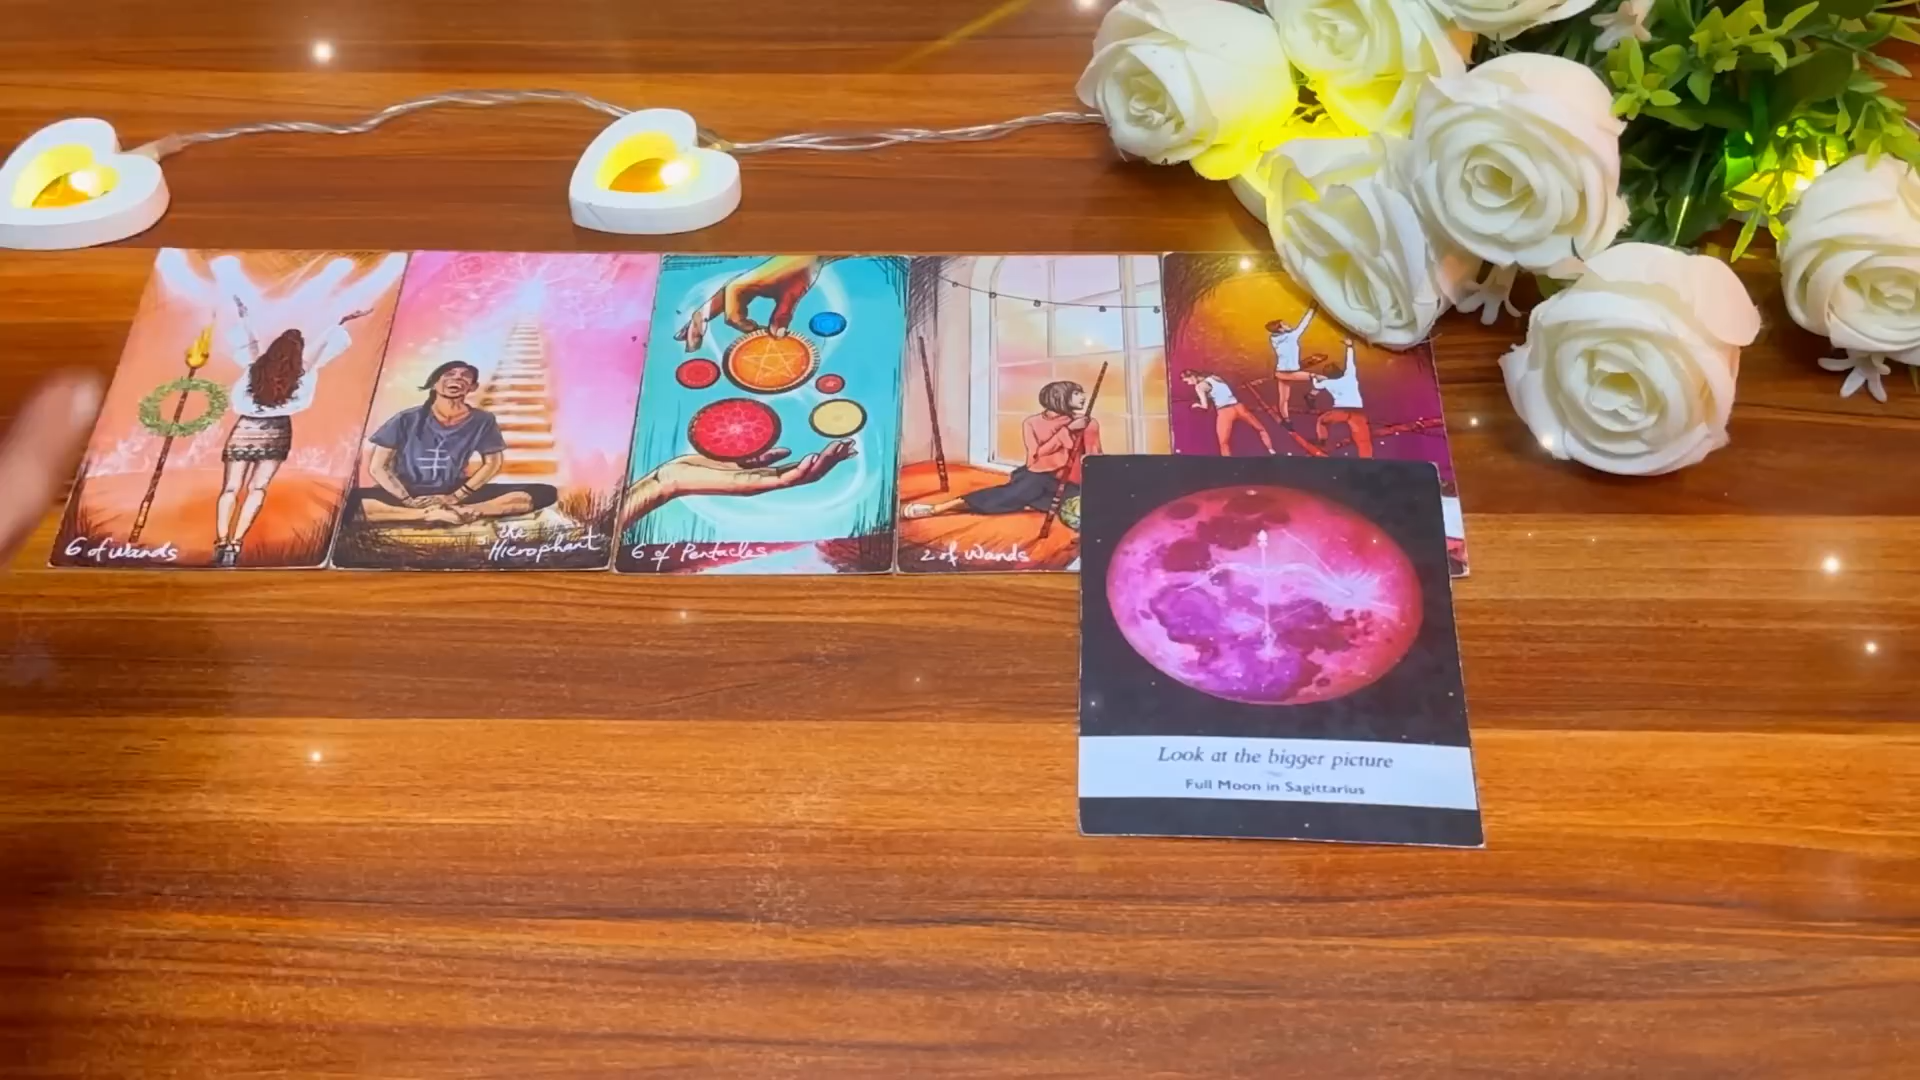 6 of Wands
the
Hierophant
6 of Pentacles
2 of Wands
Look at the bigger picture
Full Moon in Sagittarius